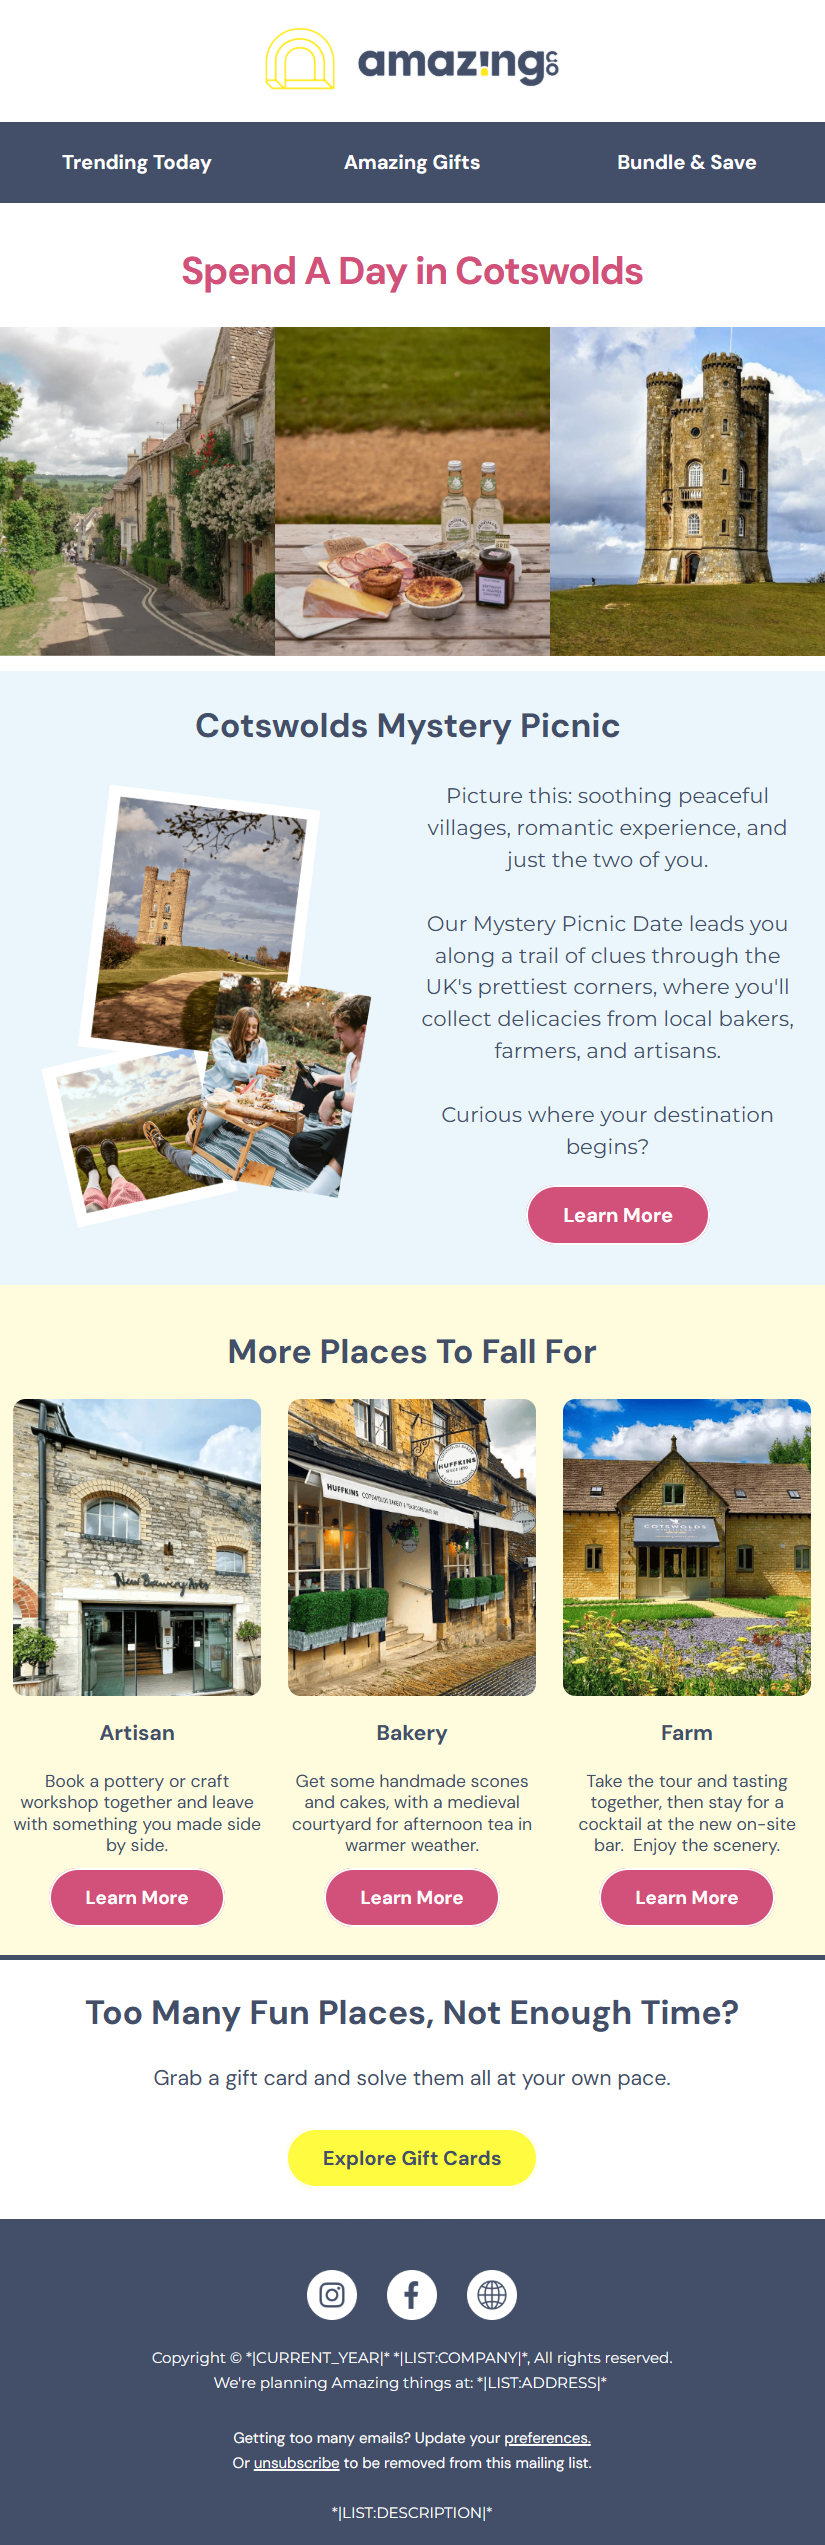 amazing co
Trending Today
Amazing Gifts
Bundle & Save
Spend A Day in Cotswolds
Cotswolds Mystery Picnic
Picture this: soothing peaceful
villages, romantic experience, and
just the two of you.
Our Mystery Picnic Date leads you
along a trail of clues through the
UK's prettiest corners, where you'll
collect delicacies from local bakers,
farmers, and artisans.
Curious where your destination
begins?
Learn More
More Places To Fall For
New Brewery Arts
HUFFKINS
HUFFKINS
COTSWOLDS
Artisan
Book a pottery or craft
workshop together and leave
with something you made side
by side.
Learn More
Bakery
Get some handmade scones
and cakes, with a medieval
courtyard for afternoon tea in
warmer weather.
Learn More
Farm
Take the tour and tasting
together, then stay for a
cocktail at the new on-site
bar.  Enjoy the scenery.
Learn More
Too Many Fun Places, Not Enough Time?
Grab a gift card and solve them all at your own pace.
Explore Gift Cards
Copyright © *|CURRENT_YEAR|* *|LIST:COMPANY|*, All rights reserved.
We're planning Amazing things at: *|LIST:ADDRESS|*
Getting too many emails? Update your preferences.
Or unsubscribe to be removed from this mailing list.
*|LIST:DESCRIPTION|*